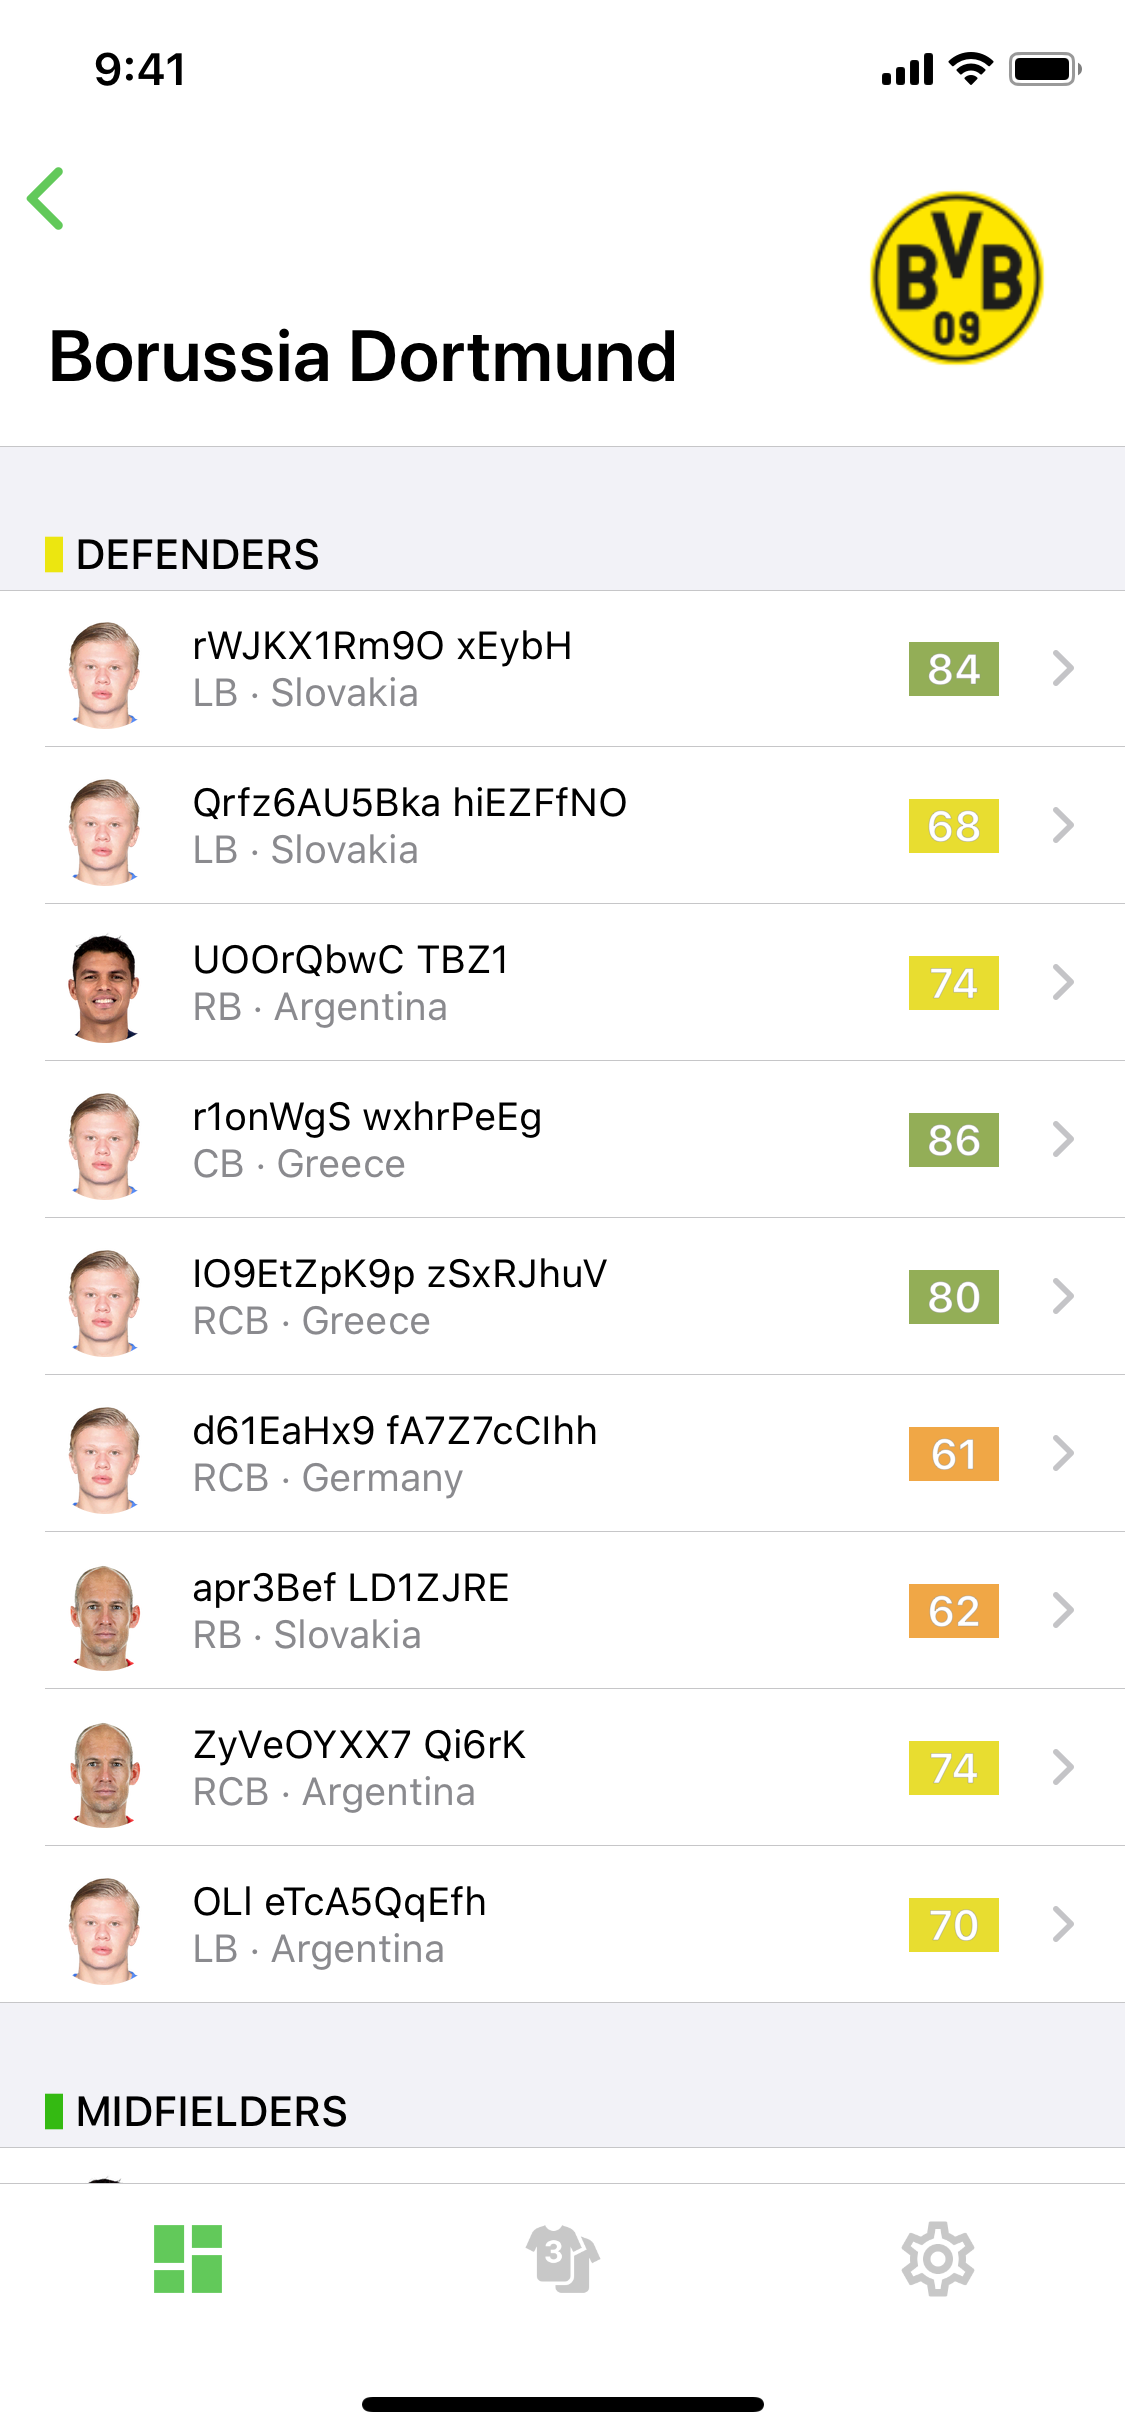 9:41
BVB
09
Borussia Dortmund
DEFENDERS
rWJKX1Rm9O xEybH
84
LB · Slovakia
Qrfz6AU5Bka hiEZFfNO
68
LB · Slovakia
UOOrQbwC TBZ1
74
RB · Argentina
r1onWgS wxhrPeEg
86
CB · Greece
IO9EtZpK9p zSxRJhuV
80
RCB · Greece
d61EaHx9 fA7Z7cCIhh
61
RCB · Germany
apr3Bef LD1ZJRE
62
RB · Slovakia
ZyVeOYXX7 Qi6rK
74
RCB · Argentina
OLl eTcA5QqEfh
70
LB · Argentina
MIDFIELDERS
3